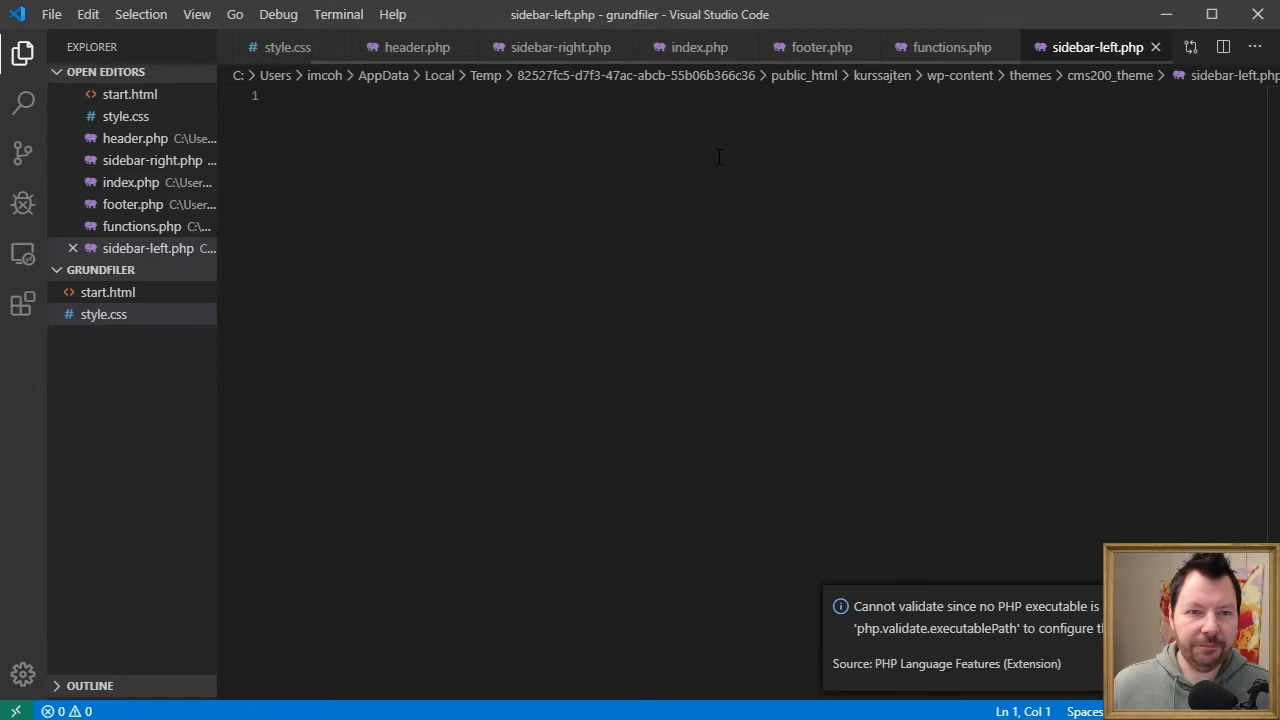 File Edit Selection View Go Debug Terminal Help
sidebar-left.php - grundfiler - Visual Studio Code
EXPLORER
style.css header.php sidebar-right.php index.php footer.php functions.php sidebar-left.php
OPEN EDITORS
start.html
style.css
header.php C:\Use...
sidebar-right.php ...
index.php C:\User...
footer.php C:\User...
functions.php C:\...
sidebar-left.php C...
GRUNDFILER
start.html
style.css
OUTLINE
C: > Users > imcoh > AppData > Local > Temp > 82527fc5-d7f3-47ac-abcb-55b06b366c36 > public_html > kurssajten > wp-content > themes > cms200_theme > sidebar-left.php
1
Cannot validate since no PHP executable is
'php.validate.executablePath' to configure th
Source: PHP Language Features (Extension)
0 0
Ln 1, Col 1 Spaces